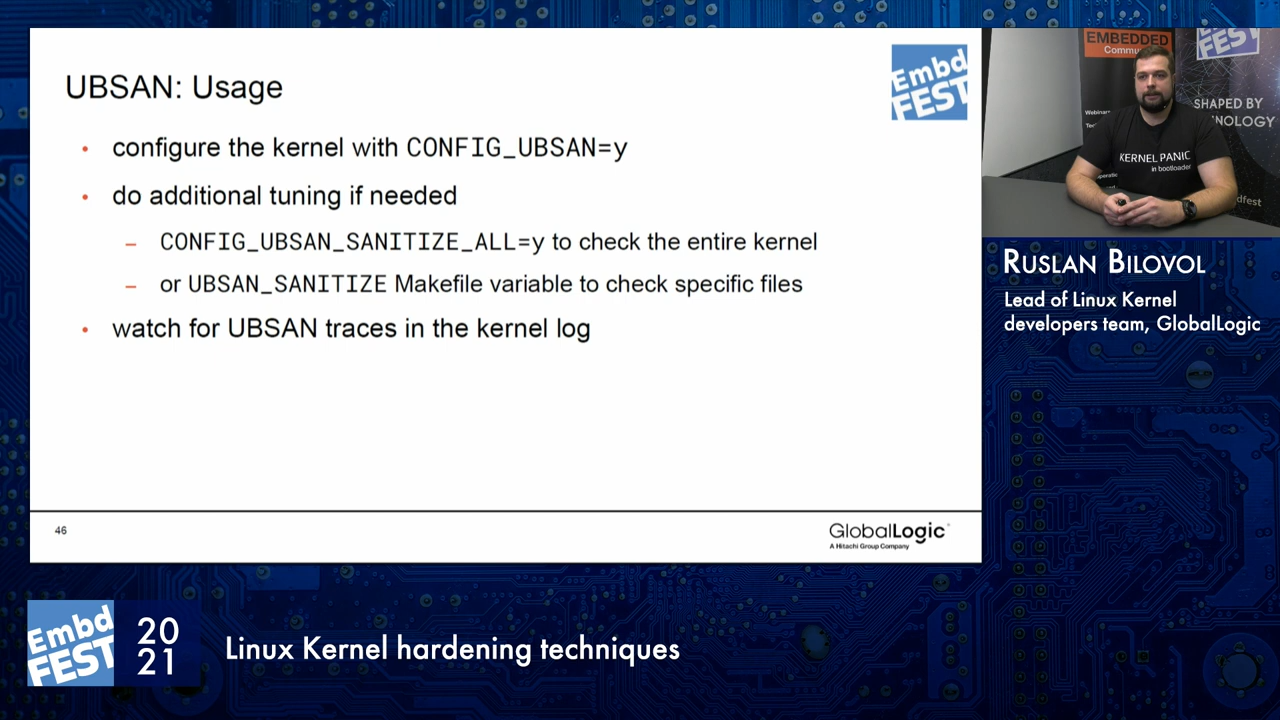 UBSAN: Usage
Embd
FEST
• configure the kernel with CONFIG_UBSAN=y
• do additional tuning if needed
– CONFIG_UBSAN_SANITIZE_ALL=y to check the entire kernel
– or UBSAN_SANITIZE Makefile variable to check specific files
• watch for UBSAN traces in the kernel log
46
GlobalLogic
A Hitachi Group Company
EMBEDDED
FEST
SHAPED BY
KERNEL PANIC
in bootloader
RUSLAN BILOVOL
Lead of Linux Kernel
developers team, GlobalLogic
Embd
FEST
20
21
Linux Kernel hardening techniques